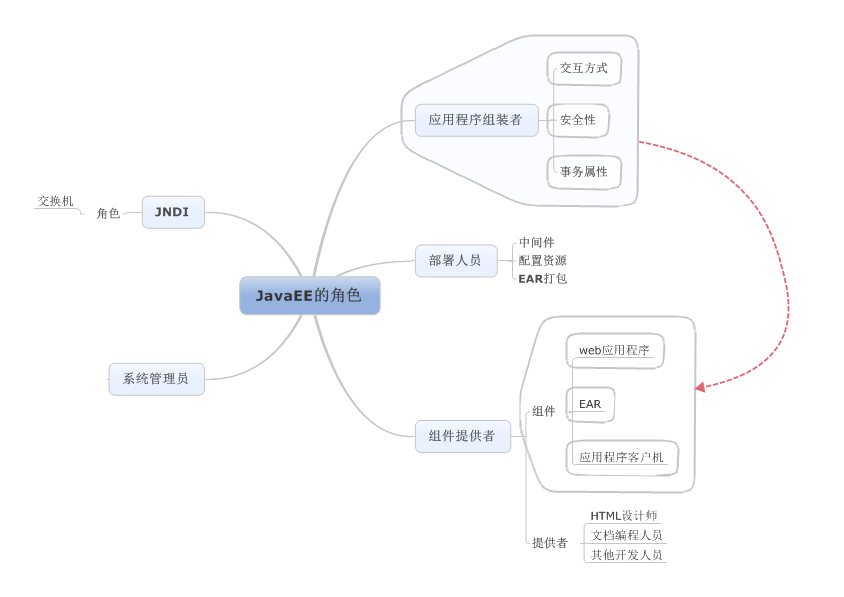 交互方式
应用程序组装者
安全性
事务属性
交换机
角色
JNDI
中间件
部署人员
配置资源
EAR打包
JavaEE的角色
系统管理员
web应用程序
组件
EAR
组件提供者
应用程序客户机
HTML设计师
提供者
文档编程人员
其他开发人员